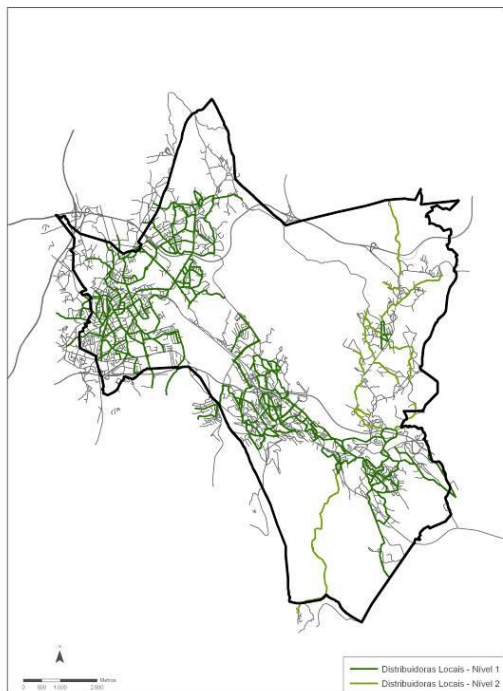 N
0 500 1.000 2.000 Metros
Distribuidoras Locais - Nível 1
Distribuidoras Locais - Nível 2